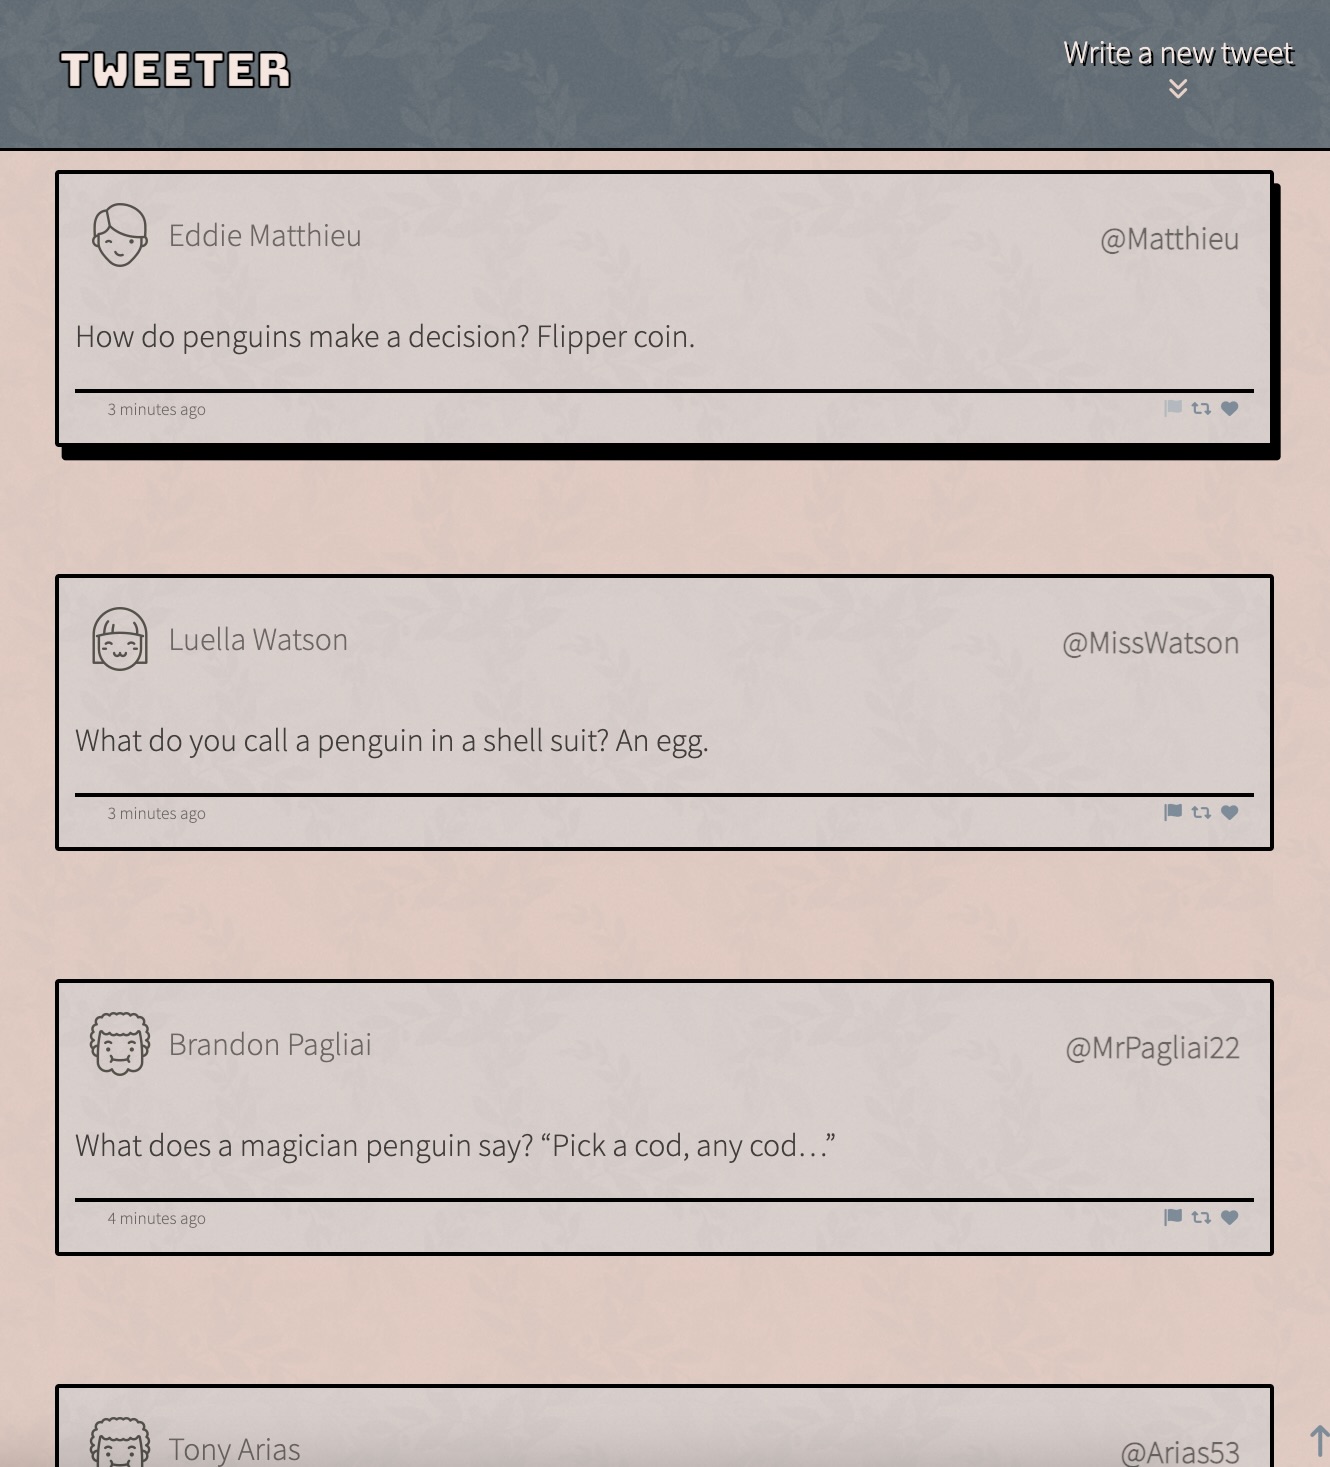 TWEETER
Write a new tweet
Eddie Matthieu
@Matthieu
How do penguins make a decision? Flipper coin.
3 minutes ago
Luella Watson
@MissWatson
What do you call a penguin in a shell suit? An egg.
3 minutes ago
Brandon Pagliai
@MrPagliai22
What does a magician penguin say? “Pick a cod, any cod…”
4 minutes ago
Tony Arias
@Arias53